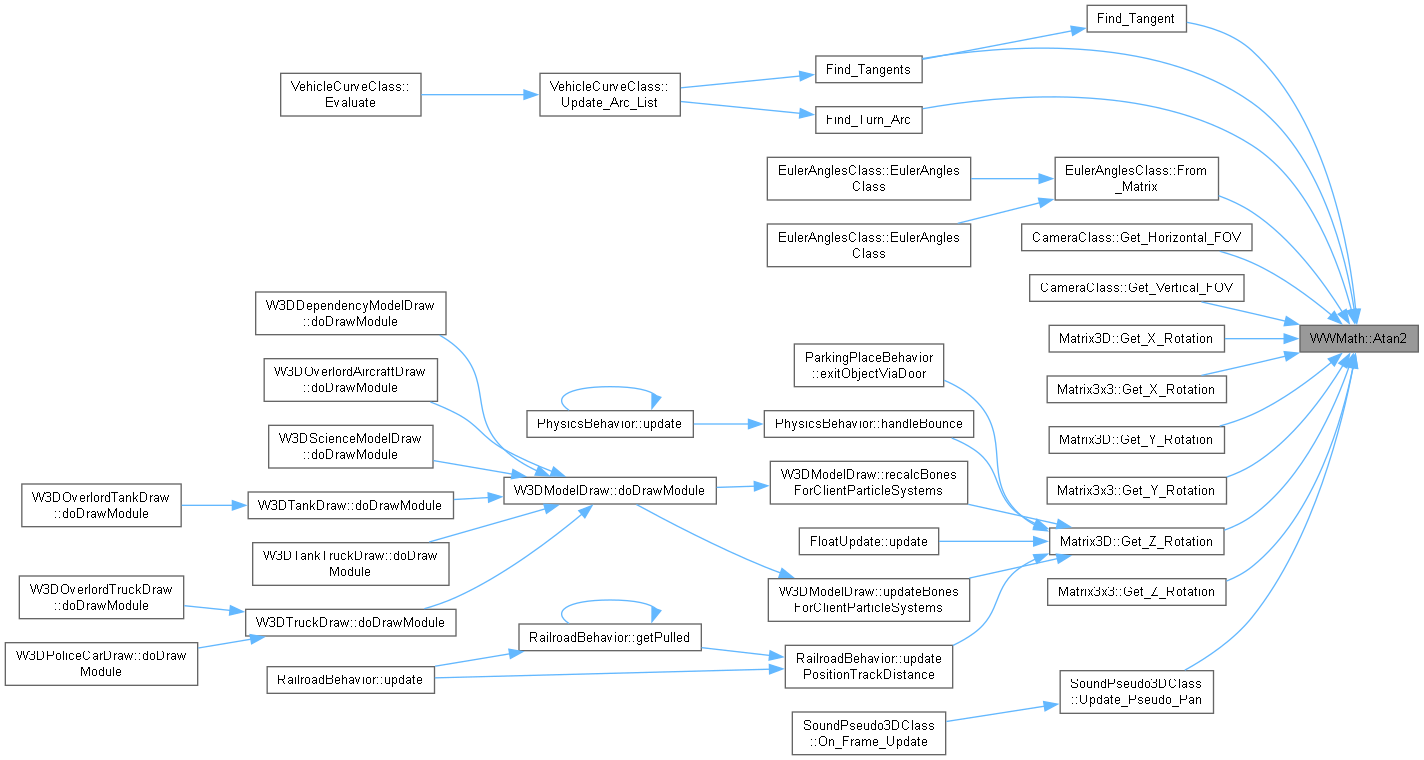 Find_Tangent
Find_Tangents
VehicleCurveClass::
Evaluate
VehicleCurveClass::
Update_Arc_List
Find_Turn_Arc
EulerAnglesClass::EulerAngles
Class
EulerAnglesClass::From
_Matrix
EulerAnglesClass::EulerAngles
Class
CameraClass::Get_Horizontal_FOV
CameraClass::Get_Vertical_FOV
W3DDependencyModelDraw
::doDrawModule
WWMath::Atan2
Matrix3D::Get_X_Rotation
ParkingPlaceBehavior
::exitObjectViaDoor
W3DOverlordAircraftDraw
::doDrawModule
Matrix3x3::Get_X_Rotation
PhysicsBehavior::update
PhysicsBehavior::handleBounce
W3DScienceModelDraw
::doDrawModule
Matrix3D::Get_Y_Rotation
W3DOverlordTankDraw
::doDrawModule
W3DTankDraw::doDrawModule
W3DModelDraw::doDrawModule
W3DModelDraw::recalcBones
ForClientParticleSystems
Matrix3x3::Get_Y_Rotation
FloatUpdate::update
Matrix3D::Get_Z_Rotation
W3DTankTruckDraw::doDraw
Module
W3DOverlordTruckDraw
::doDrawModule
W3DModelDraw::updateBones
ForClientParticleSystems
Matrix3x3::Get_Z_Rotation
W3DTruckDraw::doDrawModule
RailroadBehavior::getPulled
W3DPoliceCarDraw::doDraw
Module
RailroadBehavior::update
RailroadBehavior::update
PositionTrackDistance
SoundPseudo3DClass
::Update_Pseudo_Pan
SoundPseudo3DClass
::On_Frame_Update